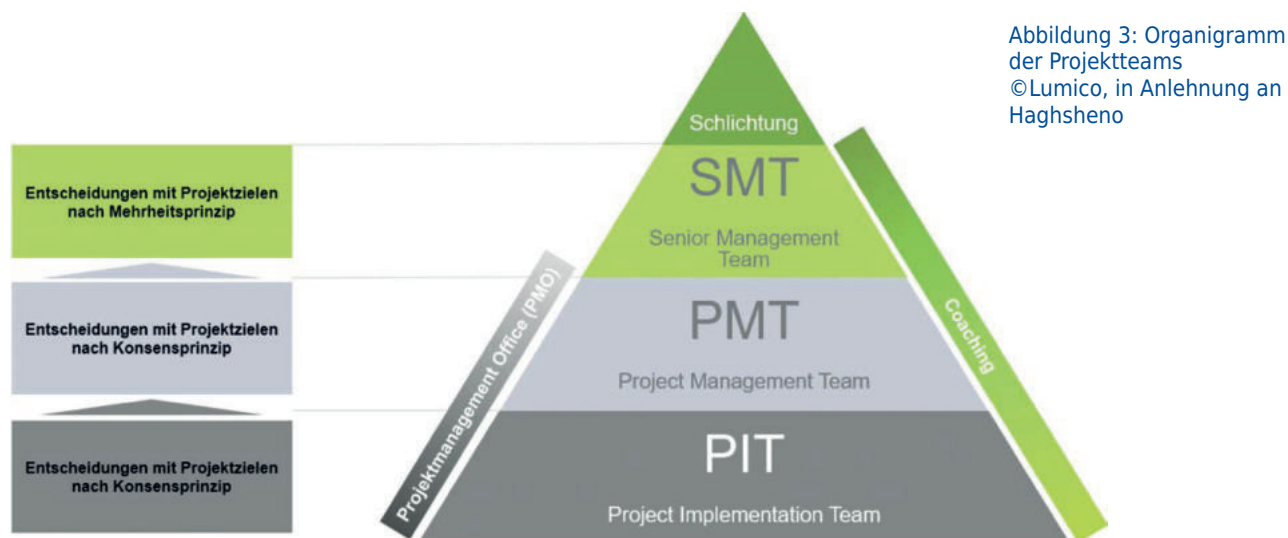 Abbildung 3: Organigramm
der Projektteams
©Lumico, in Anlehnung an
Haghsheno
Schlichtung
Entscheidungen mit Projektzielen
nach Mehrheitsprinzip
SMT
Senior Management
Team
Entscheidungen mit Projektzielen
nach Konsensprinzip
PMT
Project Management Team
Entscheidungen mit Projektzielen
nach Konsensprinzip
PIT
Project Implementation Team
Projektmanagement Office (PMO)
Coaching